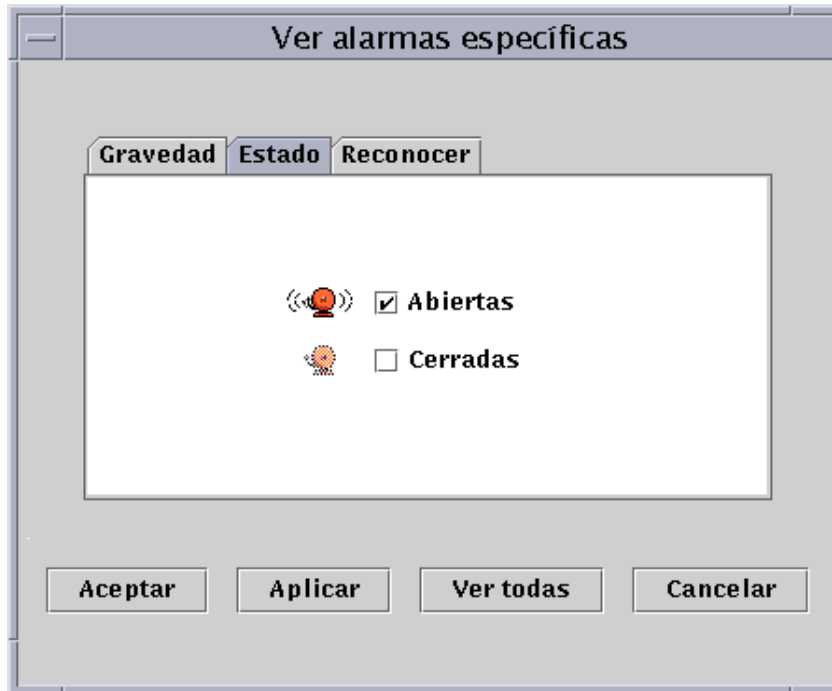 Ver alarmas específicas
Gravedad Estado Reconocer
Abiertas
Cerradas
Aceptar Aplicar Ver todas Cancelar